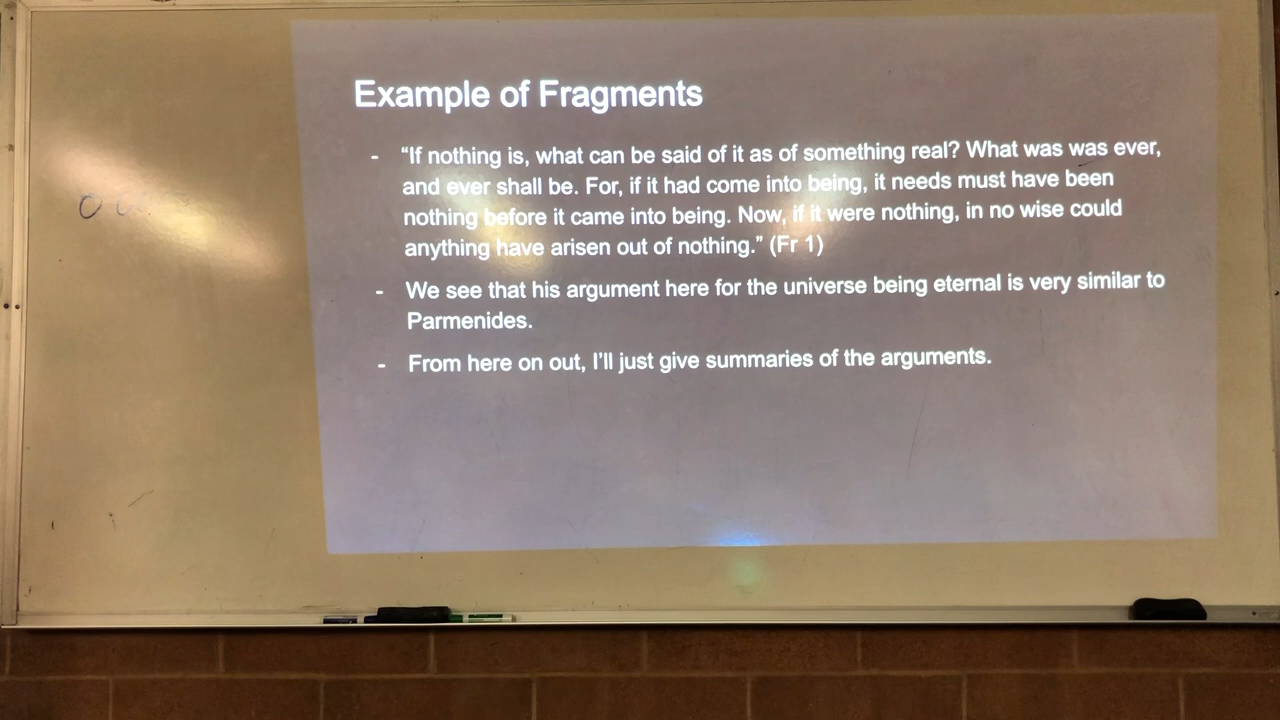 Example of Fragments
- “If nothing is, what can be said of it as of something real? What was was ever,
and ever shall be. For, if it had come into being, it needs must have been
nothing before it came into being. Now, if it were nothing, in no wise could
anything have arisen out of nothing.” (Fr 1)
- We see that his argument here for the universe being eternal is very similar to
Parmenides.
- From here on out, I’ll just give summaries of the arguments.